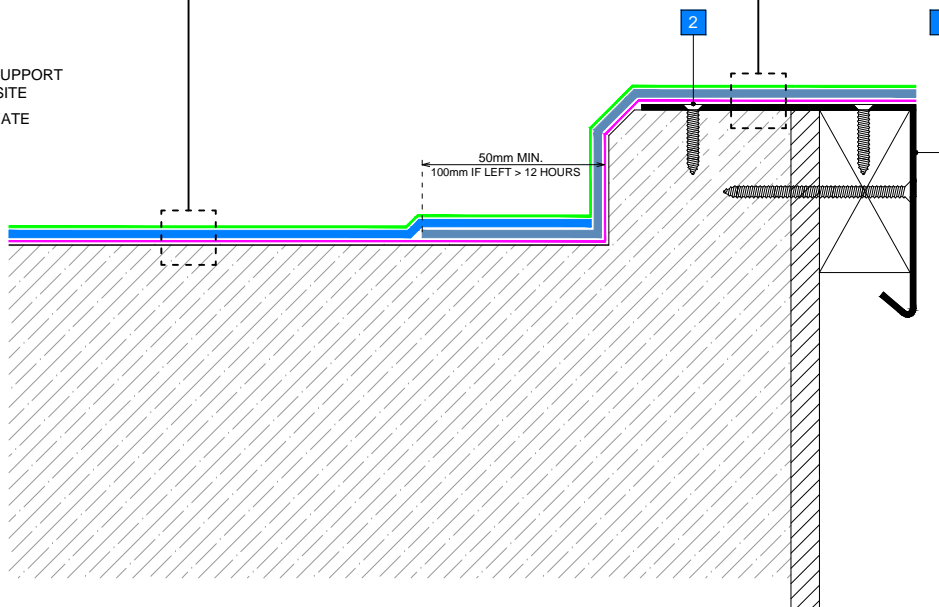 2
UPPORT
SITE
ATE
50mm MIN.
100mm IF LEFT > 12 HOURS